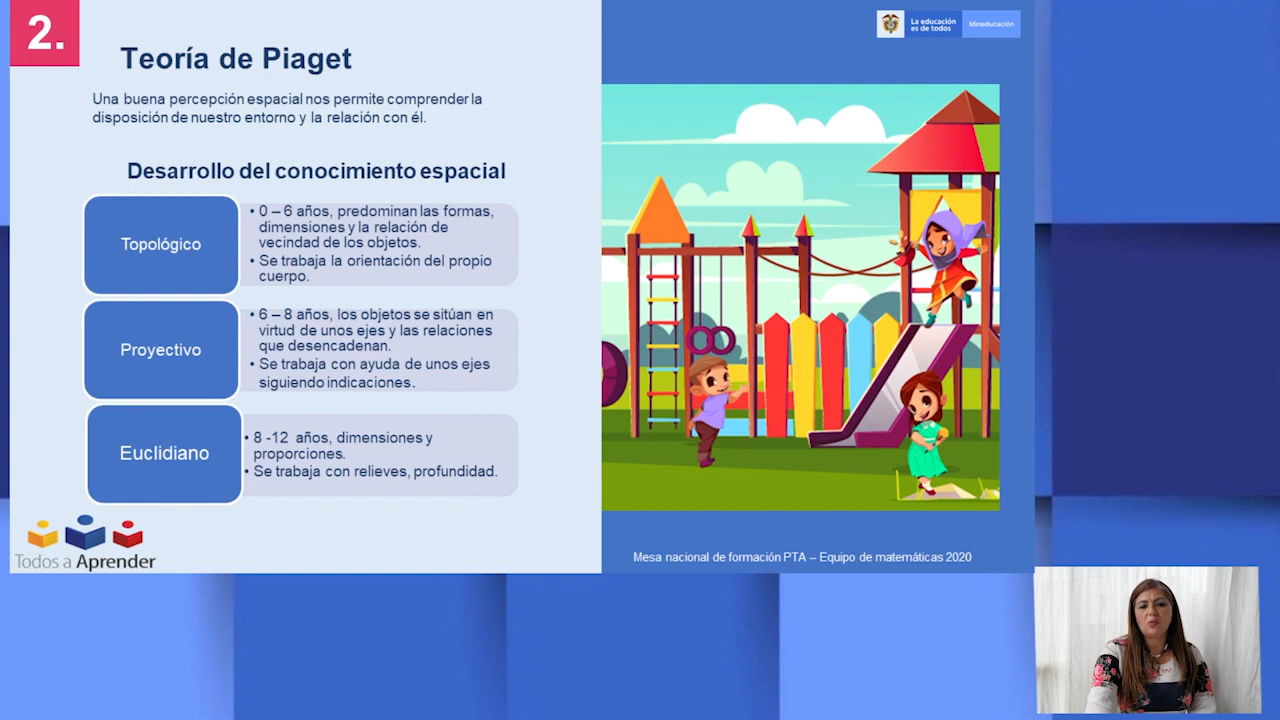 2.
Teoría de Piaget
Una buena percepción espacial nos permite comprender la
disposición de nuestro entorno y la relación con él.
Desarrollo del conocimiento espacial
Topológico
• 0 – 6 años, predominan las formas,
dimensiones y la relación de
vecindad de los objetos.
• Se trabaja la orientación del propio
cuerpo.
Proyectivo
• 6 – 8 años, los objetos se sitúan en
virtud de unos ejes y las relaciones
que desencadenan.
• Se trabaja con ayuda de unos ejes
siguiendo indicaciones.
Euclidiano
• 8 -12 años, dimensiones y
proporciones.
• Se trabaja con relieves, profundidad.
Todos a Aprender
La educación
es de todos
Mineducación
Mesa nacional de formación PTA – Equipo de matemáticas 2020